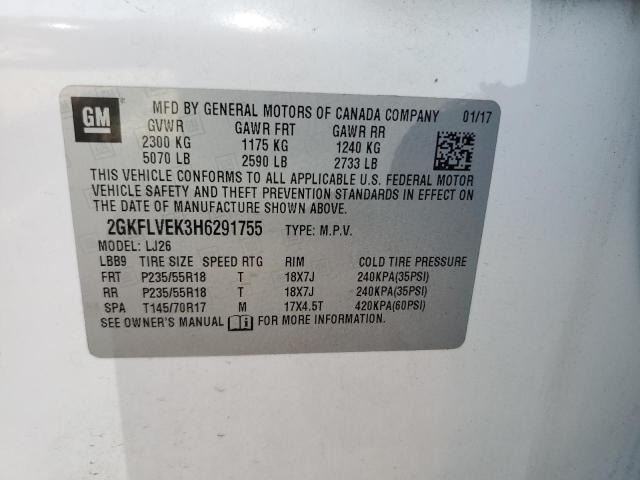 GM
MFD BY GENERAL MOTORS OF CANADA COMPANY 01/17
GVWR GAWR FRT GAWR RR
2300 KG 1175 KG 1240 KG
5070 LB 2590 LB 2733 LB
THIS VEHICLE CONFORMS TO ALL APPLICABLE U.S. FEDERAL MOTOR
VEHICLE SAFETY AND THEFT PREVENTION STANDARDS IN EFFECT ON
THE DATE OF MANUFACTURE SHOWN ABOVE.
2GKFLVEK3H6291755 TYPE: M.P.V.
MODEL: LJ26
LBB9 TIRE SIZE SPEED RTG RIM COLD TIRE PRESSURE
FRT P235/55R18 T 18X7J 240KPA(35PSI)
RR P235/55R18 T 18X7J 240KPA(35PSI)
SPA T145/70R17 M 17X4.5T 420KPA(60PSI)
SEE OWNER'S MANUAL FOR MORE INFORMATION.